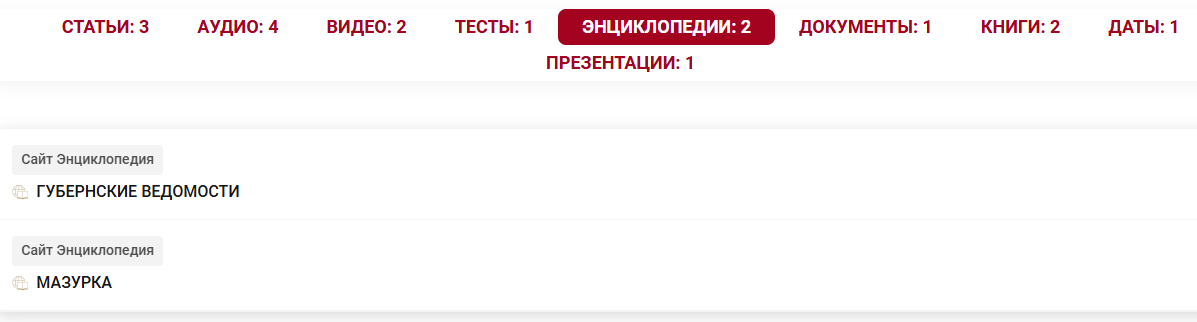 СТАТЬИ: 3 АУДИО: 4 ВИДЕО: 2 ТЕСТЫ: 1 ЭНЦИКЛОПЕДИИ: 2 ДОКУМЕНТЫ: 1 КНИГИ: 2 ДАТЫ: 1
ПРЕЗЕНТАЦИИ: 1
Сайт Энциклопедия
ГУБЕРНСКИЕ ВЕДОМОСТИ
Сайт Энциклопедия
МАЗУРКА